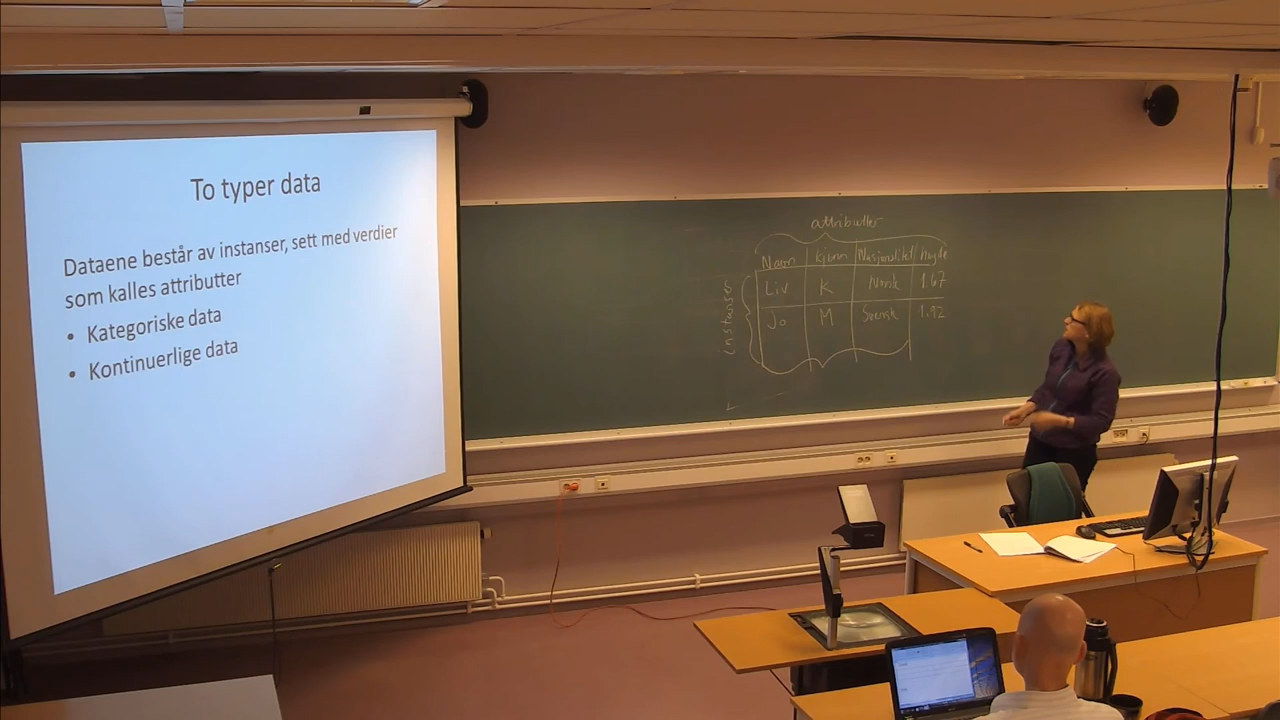 To typer data
Dataene består av instanser, sett med verdier
som kalles attributter
• Kategoriske data
• Kontinuerlige data
attributter
Navn Kjønn Nasjonalitet Høyde
Liv K Norsk 1.67
Jo M Svensk 1.92
instanser